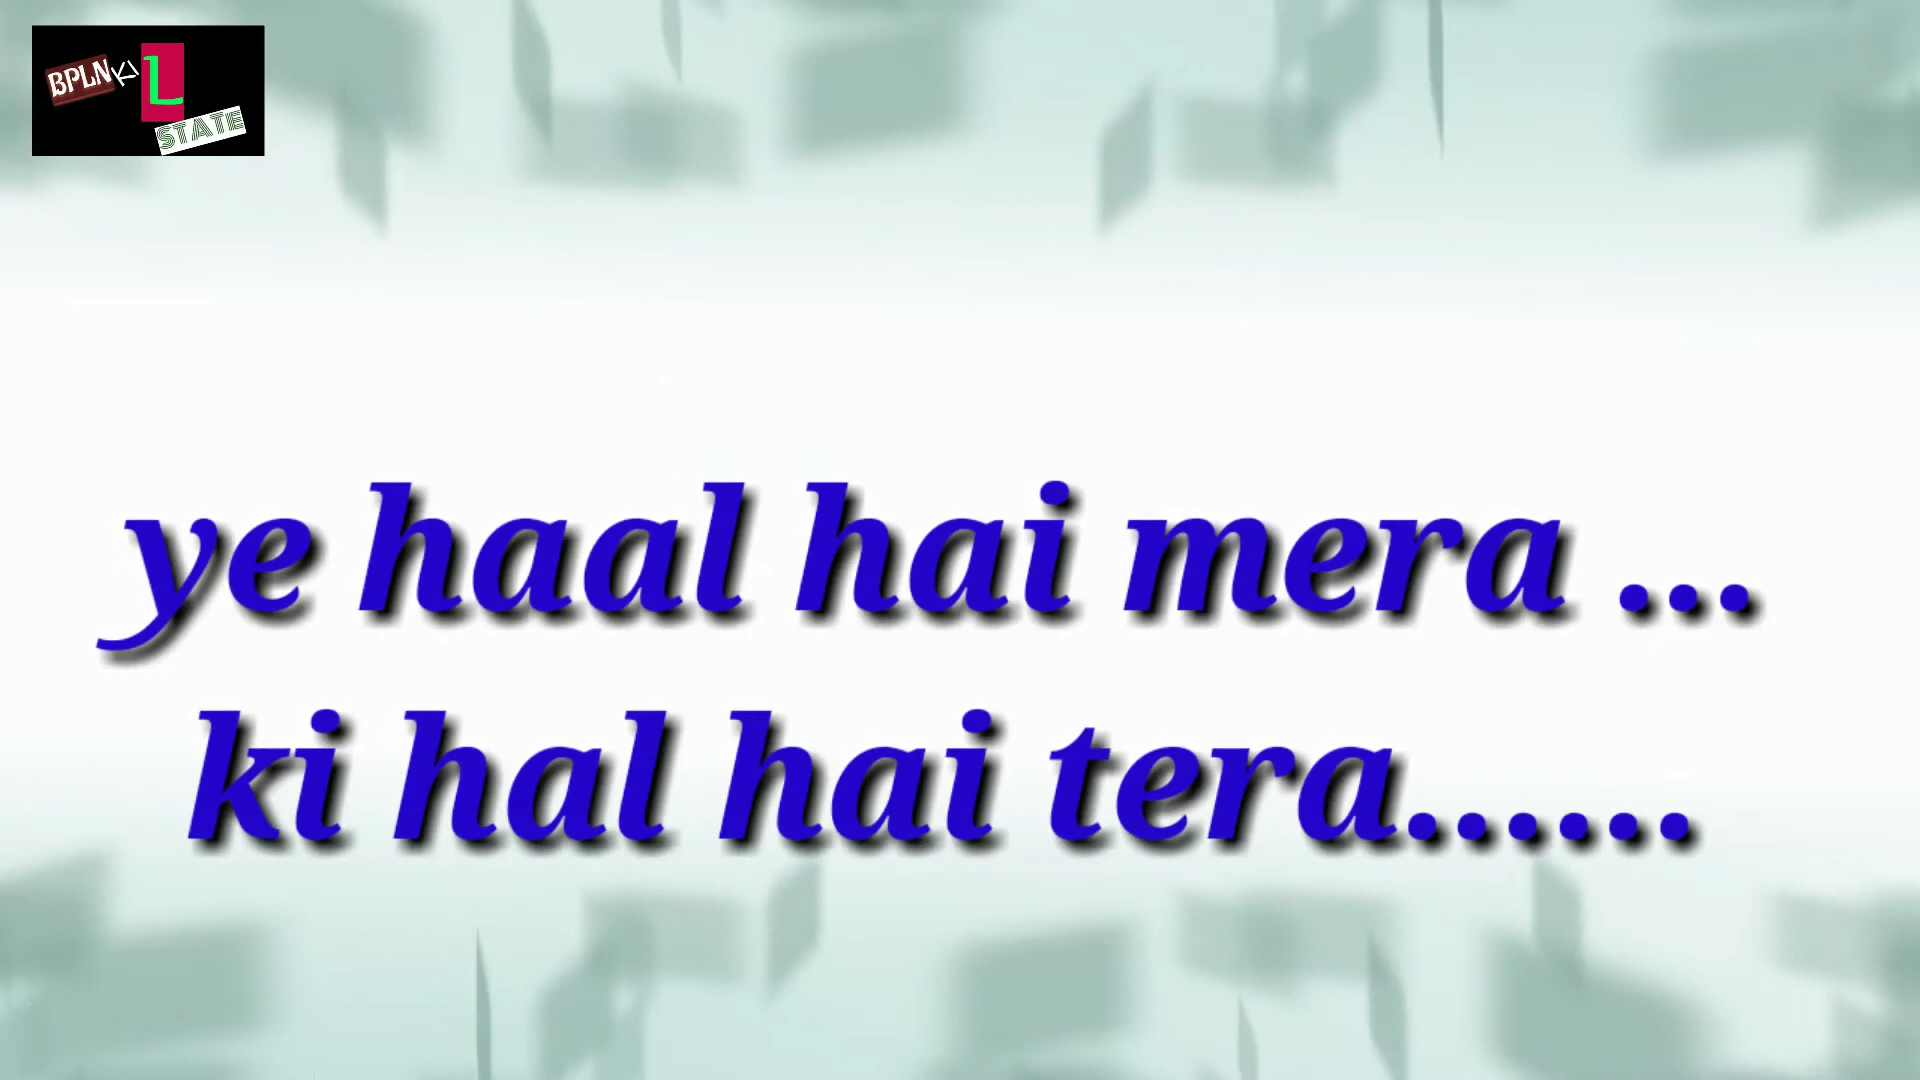 BPLN KI L
STATE
ye haal hai mera ...
ki hal hai tera......